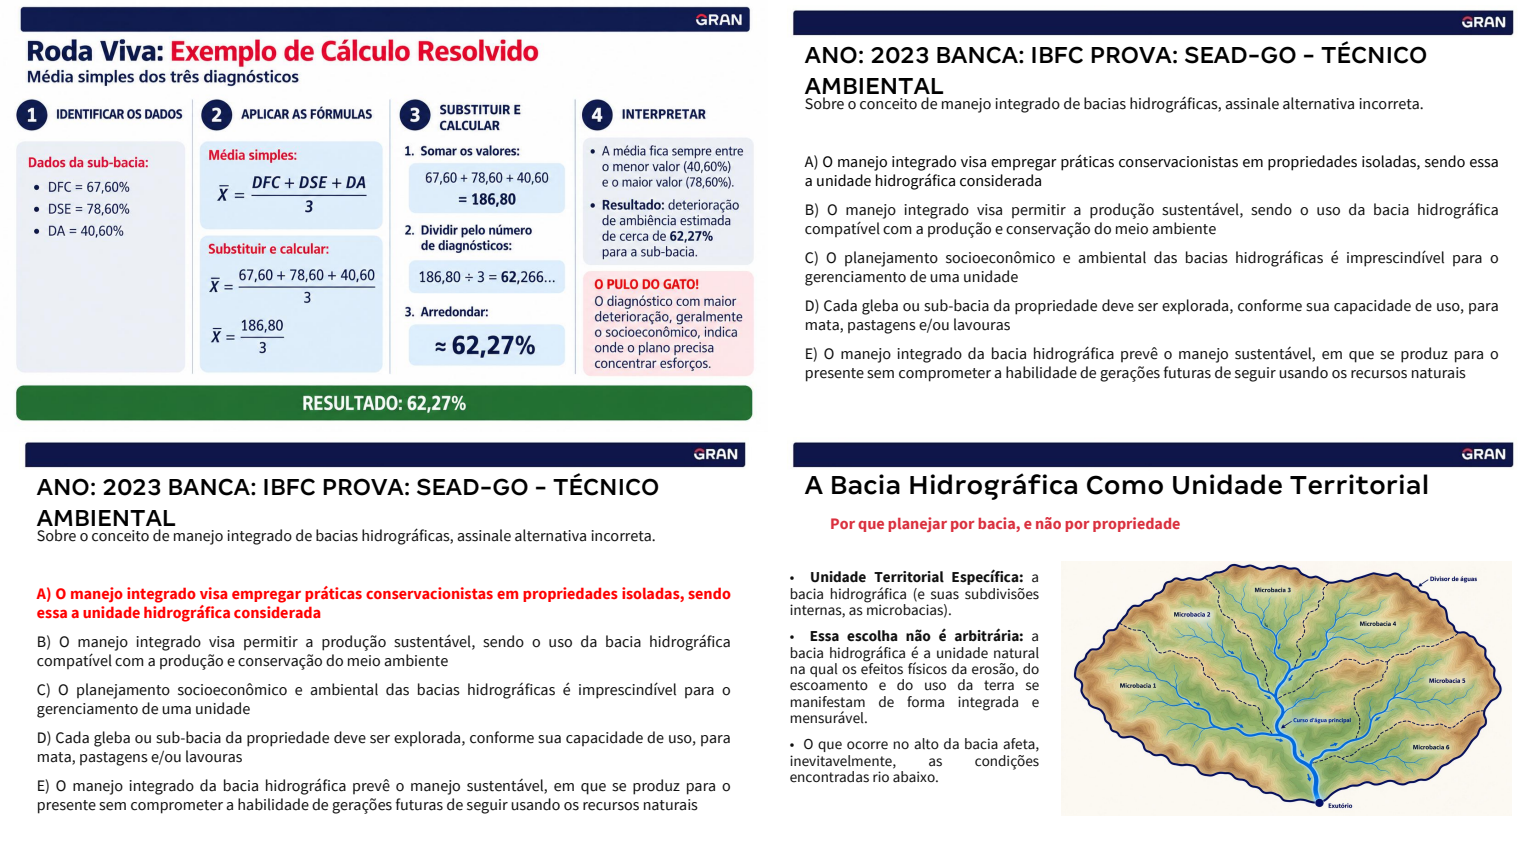 GRAN
Roda Viva: Exemplo de Cálculo Resolvido
Média simples dos três diagnósticos
1 IDENTIFICAR OS DADOS
Dados da sub-bacia:
• DFC = 67,60%
• DSE = 78,60%
• DA = 40,60%
2 APLICAR AS FÓRMULAS
Média simples:
X̅ = (DFC + DSE + DA) / 3
Substituir e calcular:
X̅ = (67,60 + 78,60 + 40,60) / 3
X̅ = 186,80 / 3
3 SUBSTITUIR E
CALCULAR
1. Somar os valores:
67,60 + 78,60 + 40,60
= 186,80
2. Dividir pelo número
de diagnósticos:
186,80 ÷ 3 = 62,266...
3. Arredondar:
≈ 62,27%
4 INTERPRETAR
• A média fica sempre entre
o menor valor (40,60%)
e o maior valor (78,60%).
• Resultado: deterioração
de ambiência estimada
de cerca de 62,27%
para a sub-bacia.
O PULO DO GATO!
O diagnóstico com maior
deterioração, geralmente
o socioeconômico, indica
onde o plano precisa
concentrar esforços.
RESULTADO: 62,27%
GRAN
ANO: 2023 BANCA: IBFC PROVA: SEAD-GO - TÉCNICO
AMBIENTAL
Sobre o conceito de manejo integrado de bacias hidrográficas, assinale alternativa incorreta.
A) O manejo integrado visa empregar práticas conservacionistas em propriedades isoladas, sendo essa
a unidade hidrográfica considerada
B) O manejo integrado visa permitir a produção sustentável, sendo o uso da bacia hidrográfica
compatível com a produção e conservação do meio ambiente
C) O planejamento socioeconômico e ambiental das bacias hidrográficas é imprescindível para o
gerenciamento de uma unidade
D) Cada gleba ou sub-bacia da propriedade deve ser explorada, conforme sua capacidade de uso, para
mata, pastagens e/ou lavouras
E) O manejo integrado da bacia hidrográfica prevê o manejo sustentável, em que se produz para o
presente sem comprometer a habilidade de gerações futuras de seguir usando os recursos naturais
GRAN
ANO: 2023 BANCA: IBFC PROVA: SEAD-GO - TÉCNICO
AMBIENTAL
Sobre o conceito de manejo integrado de bacias hidrográficas, assinale alternativa incorreta.
A) O manejo integrado visa empregar práticas conservacionistas em propriedades isoladas, sendo
essa a unidade hidrográfica considerada
B) O manejo integrado visa permitir a produção sustentável, sendo o uso da bacia hidrográfica
compatível com a produção e conservação do meio ambiente
C) O planejamento socioeconômico e ambiental das bacias hidrográficas é imprescindível para o
gerenciamento de uma unidade
D) Cada gleba ou sub-bacia da propriedade deve ser explorada, conforme sua capacidade de uso, para
mata, pastagens e/ou lavouras
E) O manejo integrado da bacia hidrográfica prevê o manejo sustentável, em que se produz para o
presente sem comprometer a habilidade de gerações futuras de seguir usando os recursos naturais
GRAN
A Bacia Hidrográfica Como Unidade Territorial
Por que planejar por bacia, e não por propriedade
• Unidade Territorial Específica: a
bacia hidrográfica (e suas subdivisões
internas, as microbacias).
• Essa escolha não é arbitrária: a
bacia hidrográfica é a unidade natural
na qual os efeitos físicos da erosão, do
escoamento e do uso da terra se
manifestam de forma integrada e
mensurável.
• O que ocorre no alto da bacia afeta,
inevitavelmente, as condições
encontradas rio abaixo.
Divisor de águas
Microbacia 3
Microbacia 2
Microbacia 4
Microbacia 1
Microbacia 5
Curso d'água principal
Microbacia 6
Exutório